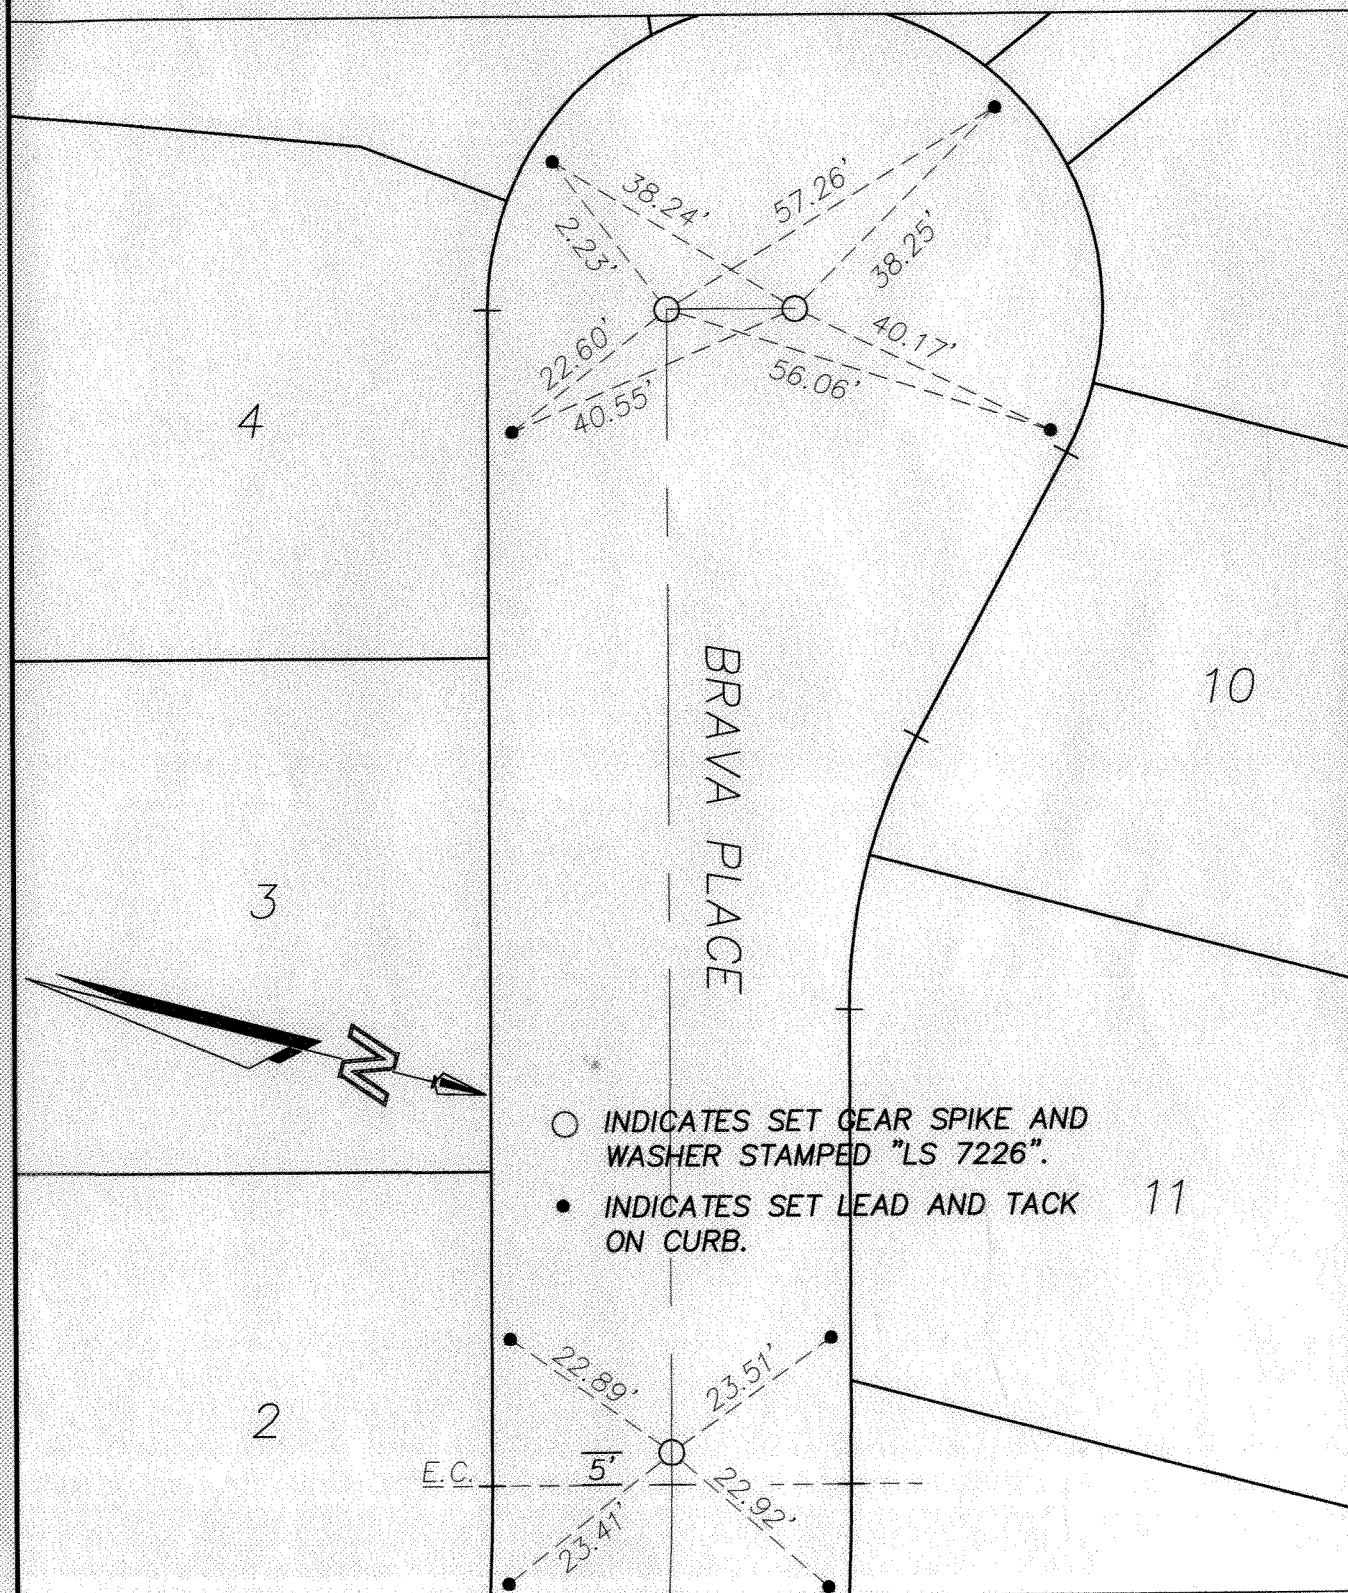 38.24'
57.26'
2.23'
38.25'
22.60'
40.17'
40.55'
56.06'
4
10
BRAVA PLACE
3
N
INDICATES SET GEAR SPIKE AND
WASHER STAMPED "LS 7226".
INDICATES SET LEAD AND TACK
ON CURB.
11
22.89'
23.51'
2
E.C.
5'
22.92'
23.41'